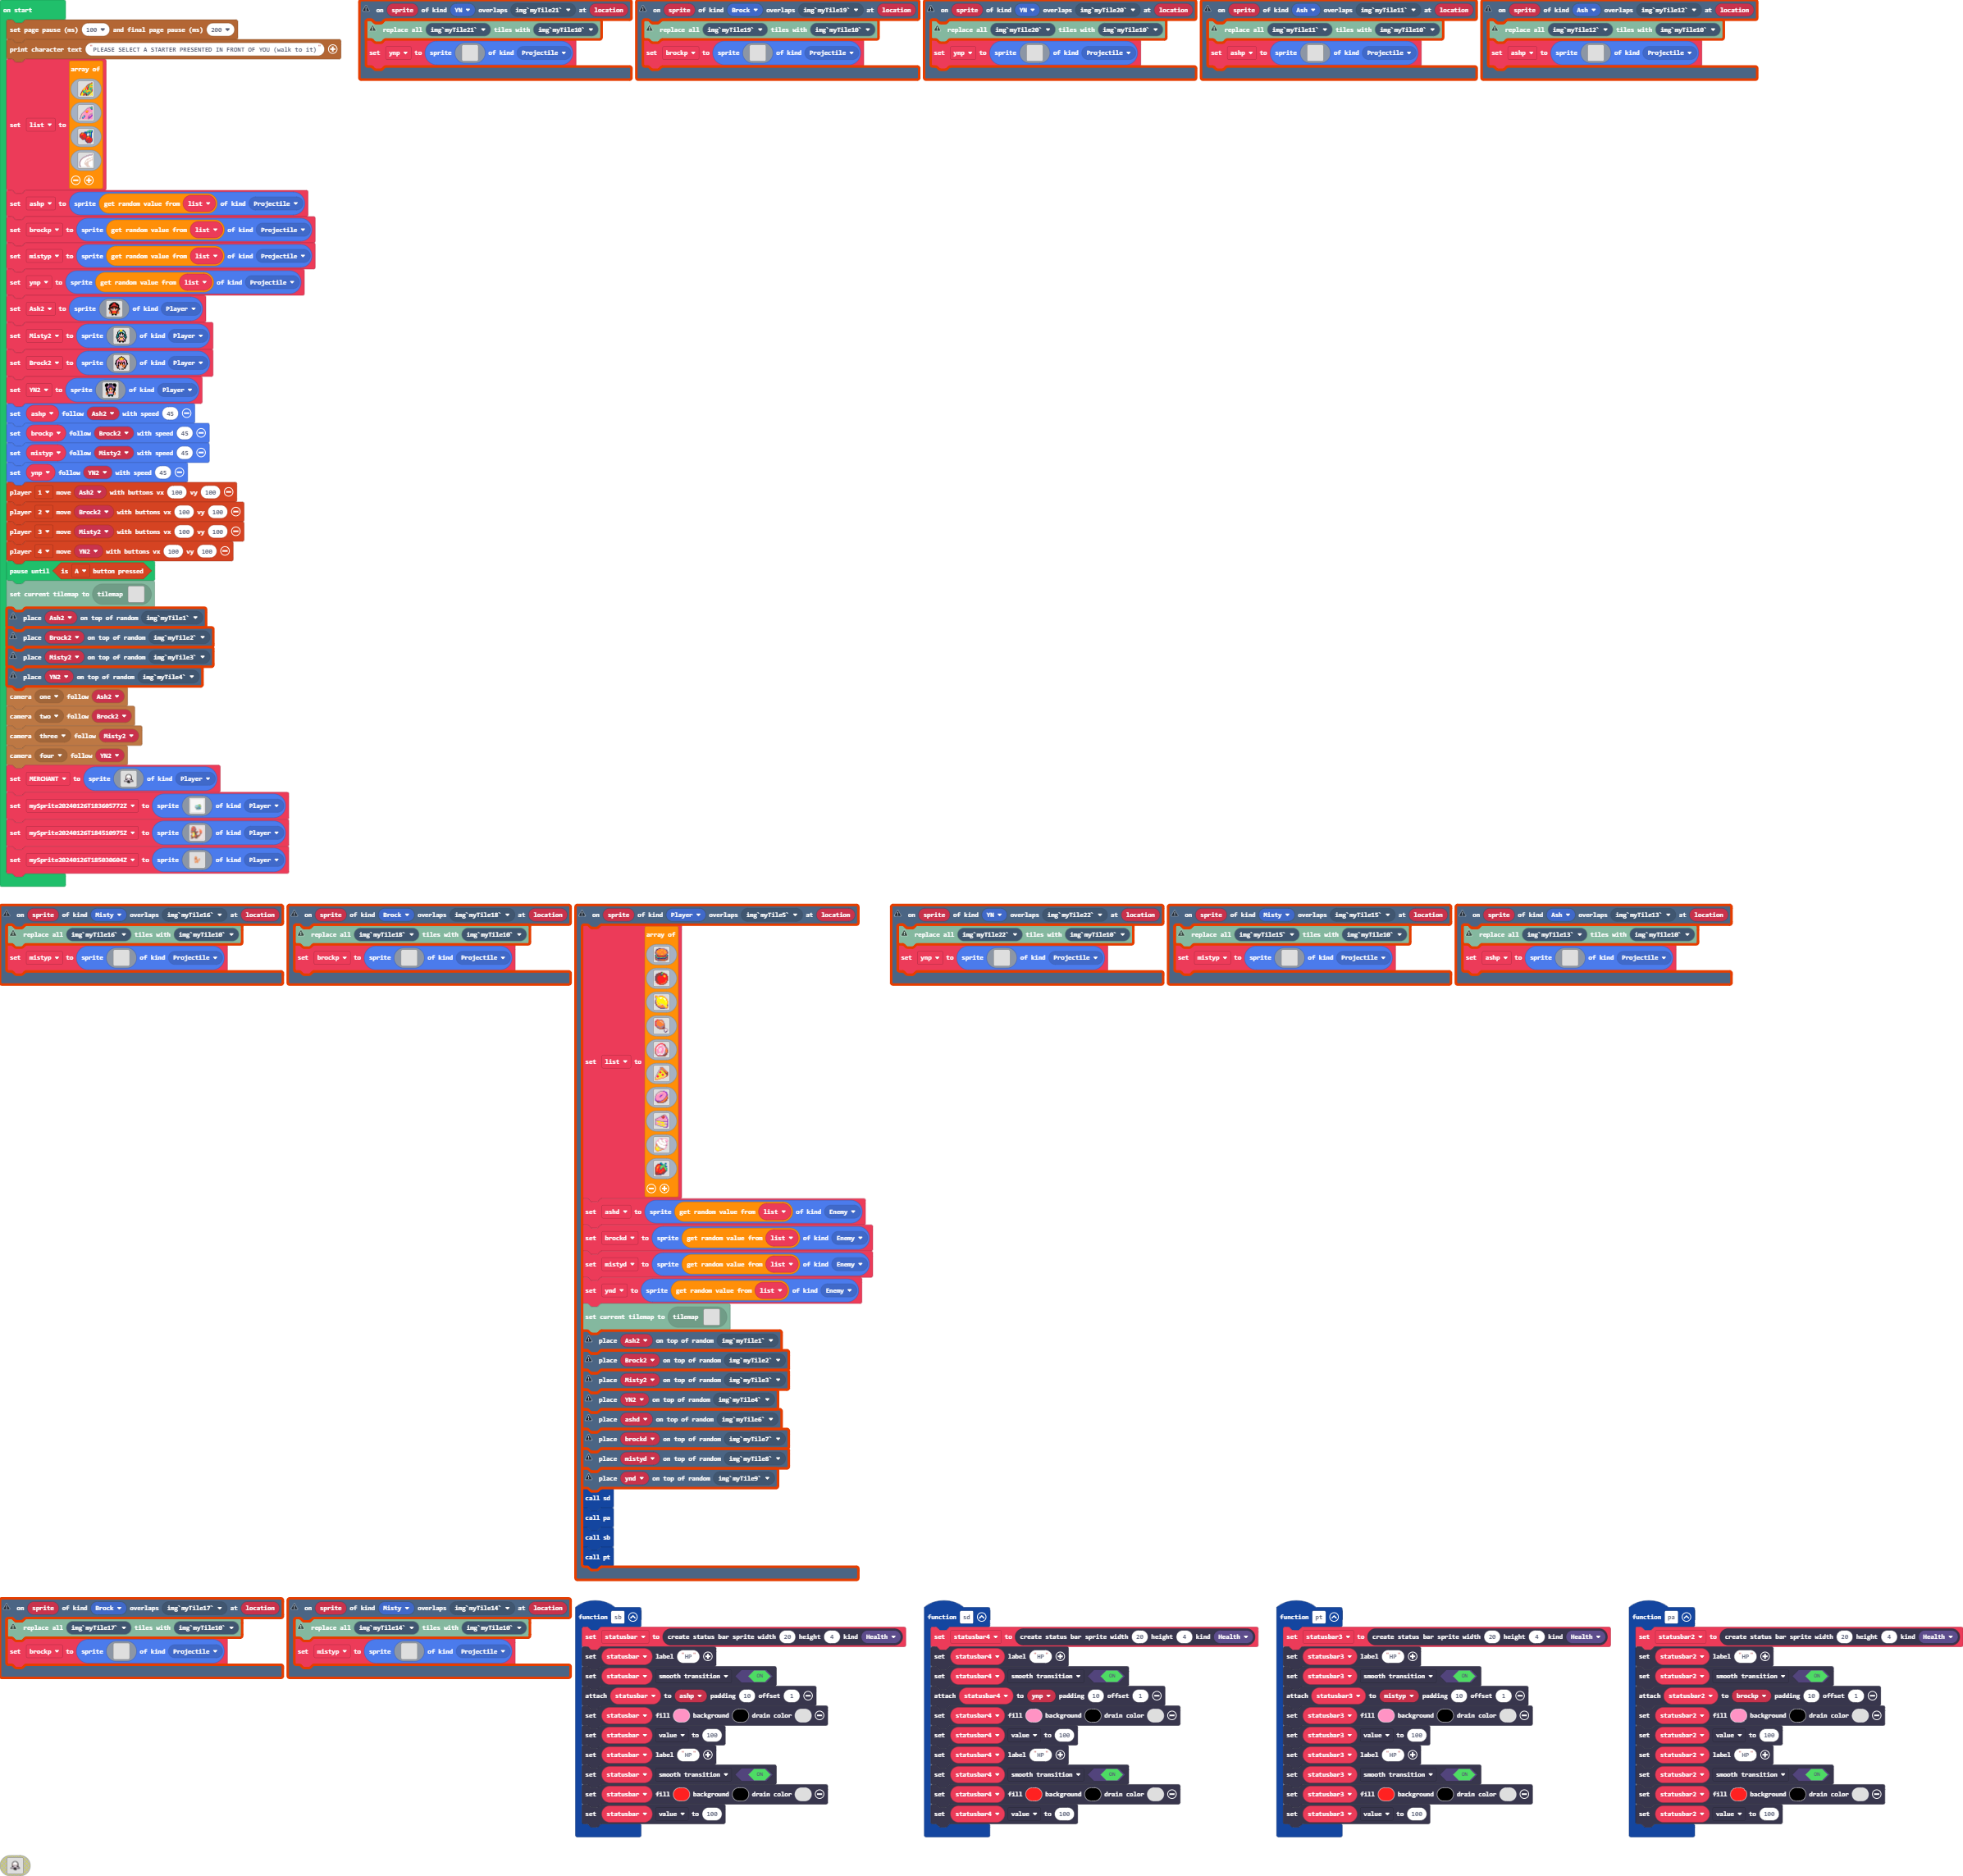 on start
set page pause (ms) 100 and final page pause (ms) 200
print character text "PLEASE SELECT A STARTER PRESENTED IN FRONT OF YOU (walk to it)"
set list to array of
set ashp to sprite get random value from list of kind Projectile
set brockp to sprite get random value from list of kind Projectile
set mistyp to sprite get random value from list of kind Projectile
set ynp to sprite get random value from list of kind Projectile
set Ash2 to sprite of kind Player
set Misty2 to sprite of kind Player
set Brock2 to sprite of kind Player
set YN2 to sprite of kind Player
set ashp follow Ash2 with speed 45
set brockp follow Brock2 with speed 45
set mistyp follow Misty2 with speed 45
set ynp follow YN2 with speed 45
player 1 move Ash2 with buttons vx 100 vy 100
player 2 move Brock2 with buttons vx 100 vy 100
player 3 move Misty2 with buttons vx 100 vy 100
player 4 move YN2 with buttons vx 100 vy 100
pause until is A button pressed
set current tilemap to tilemap
place Ash2 on top of random img`myTile1`
place Brock2 on top of random img`myTile2`
place Misty2 on top of random img`myTile3`
place YN2 on top of random img`myTile4`
camera one follow Ash2
camera two follow Brock2
camera three follow Misty2
camera four follow YN2
set MERCHANT to sprite of kind Player
set mySprite20240126T183605772Z to sprite of kind Player
set mySprite20240126T184510975Z to sprite of kind Player
set mySprite20240126T185030604Z to sprite of kind Player
on sprite of kind YN overlaps img`myTile21` at location
replace all img`myTile21` tiles with img`myTile10`
set ynp to sprite of kind Projectile
on sprite of kind Brock overlaps img`myTile19` at location
replace all img`myTile19` tiles with img`myTile10`
set brockp to sprite of kind Projectile
on sprite of kind YN overlaps img`myTile20` at location
replace all img`myTile20` tiles with img`myTile10`
set ynp to sprite of kind Projectile
on sprite of kind Ash overlaps img`myTile11` at location
replace all img`myTile11` tiles with img`myTile10`
set ashp to sprite of kind Projectile
on sprite of kind Ash overlaps img`myTile12` at location
replace all img`myTile12` tiles with img`myTile10`
set ashp to sprite of kind Projectile
on sprite of kind Misty overlaps img`myTile16` at location
replace all img`myTile16` tiles with img`myTile10`
set mistyp to sprite of kind Projectile
on sprite of kind Brock overlaps img`myTile18` at location
replace all img`myTile18` tiles with img`myTile10`
set brockp to sprite of kind Projectile
on sprite of kind Player overlaps img`myTile5` at location
set list to array of
set ashd to sprite get random value from list of kind Enemy
set brockd to sprite get random value from list of kind Enemy
set mistyd to sprite get random value from list of kind Enemy
set ynd to sprite get random value from list of kind Enemy
set current tilemap to tilemap
place Ash2 on top of random img`myTile1`
place Brock2 on top of random img`myTile2`
place Misty2 on top of random img`myTile3`
place YN2 on top of random img`myTile4`
place ashd on top of random img`myTile6`
place brockd on top of random img`myTile7`
place mistyd on top of random img`myTile8`
place ynd on top of random img`myTile9`
call sd
call pa
call sb
call pt
on sprite of kind YN overlaps img`myTile22` at location
replace all img`myTile22` tiles with img`myTile10`
set ynp to sprite of kind Projectile
on sprite of kind Misty overlaps img`myTile15` at location
replace all img`myTile15` tiles with img`myTile10`
set mistyp to sprite of kind Projectile
on sprite of kind Ash overlaps img`myTile13` at location
replace all img`myTile13` tiles with img`myTile10`
set ashp to sprite of kind Projectile
on sprite of kind Brock overlaps img`myTile17` at location
replace all img`myTile17` tiles with img`myTile10`
set brockp to sprite of kind Projectile
on sprite of kind Misty overlaps img`myTile14` at location
replace all img`myTile14` tiles with img`myTile10`
set mistyp to sprite of kind Projectile
function sb
set statusbar to create status bar sprite width 20 height 4 kind Health
set statusbar label "HP"
set statusbar smooth transition ON
attach statusbar to ashp padding 10 offset 1
set statusbar fill background drain color
set statusbar value to 100
set statusbar label "HP"
set statusbar smooth transition ON
set statusbar fill background drain color
set statusbar value to 100
function sd
set statusbar4 to create status bar sprite width 20 height 4 kind Health
set statusbar4 label "HP"
set statusbar4 smooth transition ON
attach statusbar4 to ynp padding 10 offset 1
set statusbar4 fill background drain color
set statusbar4 value to 100
set statusbar4 label "HP"
set statusbar4 smooth transition ON
set statusbar4 fill background drain color
set statusbar4 value to 100
function pt
set statusbar3 to create status bar sprite width 20 height 4 kind Health
set statusbar3 label "HP"
set statusbar3 smooth transition ON
attach statusbar3 to mistyp padding 10 offset 1
set statusbar3 fill background drain color
set statusbar3 value to 100
set statusbar3 label "HP"
set statusbar3 smooth transition ON
set statusbar3 fill background drain color
set statusbar3 value to 100
function pa
set statusbar2 to create status bar sprite width 20 height 4 kind Health
set statusbar2 label "HP"
set statusbar2 smooth transition ON
attach statusbar2 to brockp padding 10 offset 1
set statusbar2 fill background drain color
set statusbar2 value to 100
set statusbar2 label "HP"
set statusbar2 smooth transition ON
set statusbar2 fill background drain color
set statusbar2 value to 100